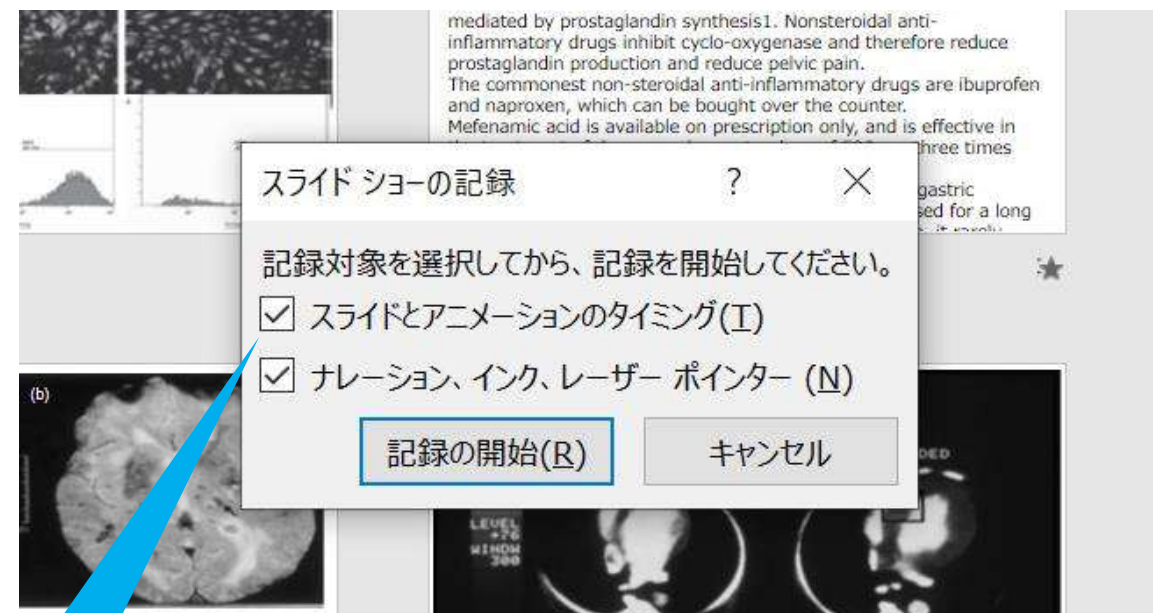 mediated by prostaglandin synthesis1. Nonsteroidal anti-
inflammatory drugs inhibit cyclo-oxygenase and therefore reduce
prostaglandin production and reduce pelvic pain.
The commonest non-steroidal anti-inflammatory drugs are ibuprofen
and naproxen, which can be bought over the counter.
Mefenamic acid is available on prescription only, and is effective in
three times
gastric
sed for a long
スライド ショーの記録 ?
記録対象を選択してから、記録を開始してください。
スライドとアニメーションのタイミング(T)
ナレーション、インク、レーザー ポインター (N)
記録の開始(R) キャンセル
(b)
DED
LEVEL
+76
WINDW
300